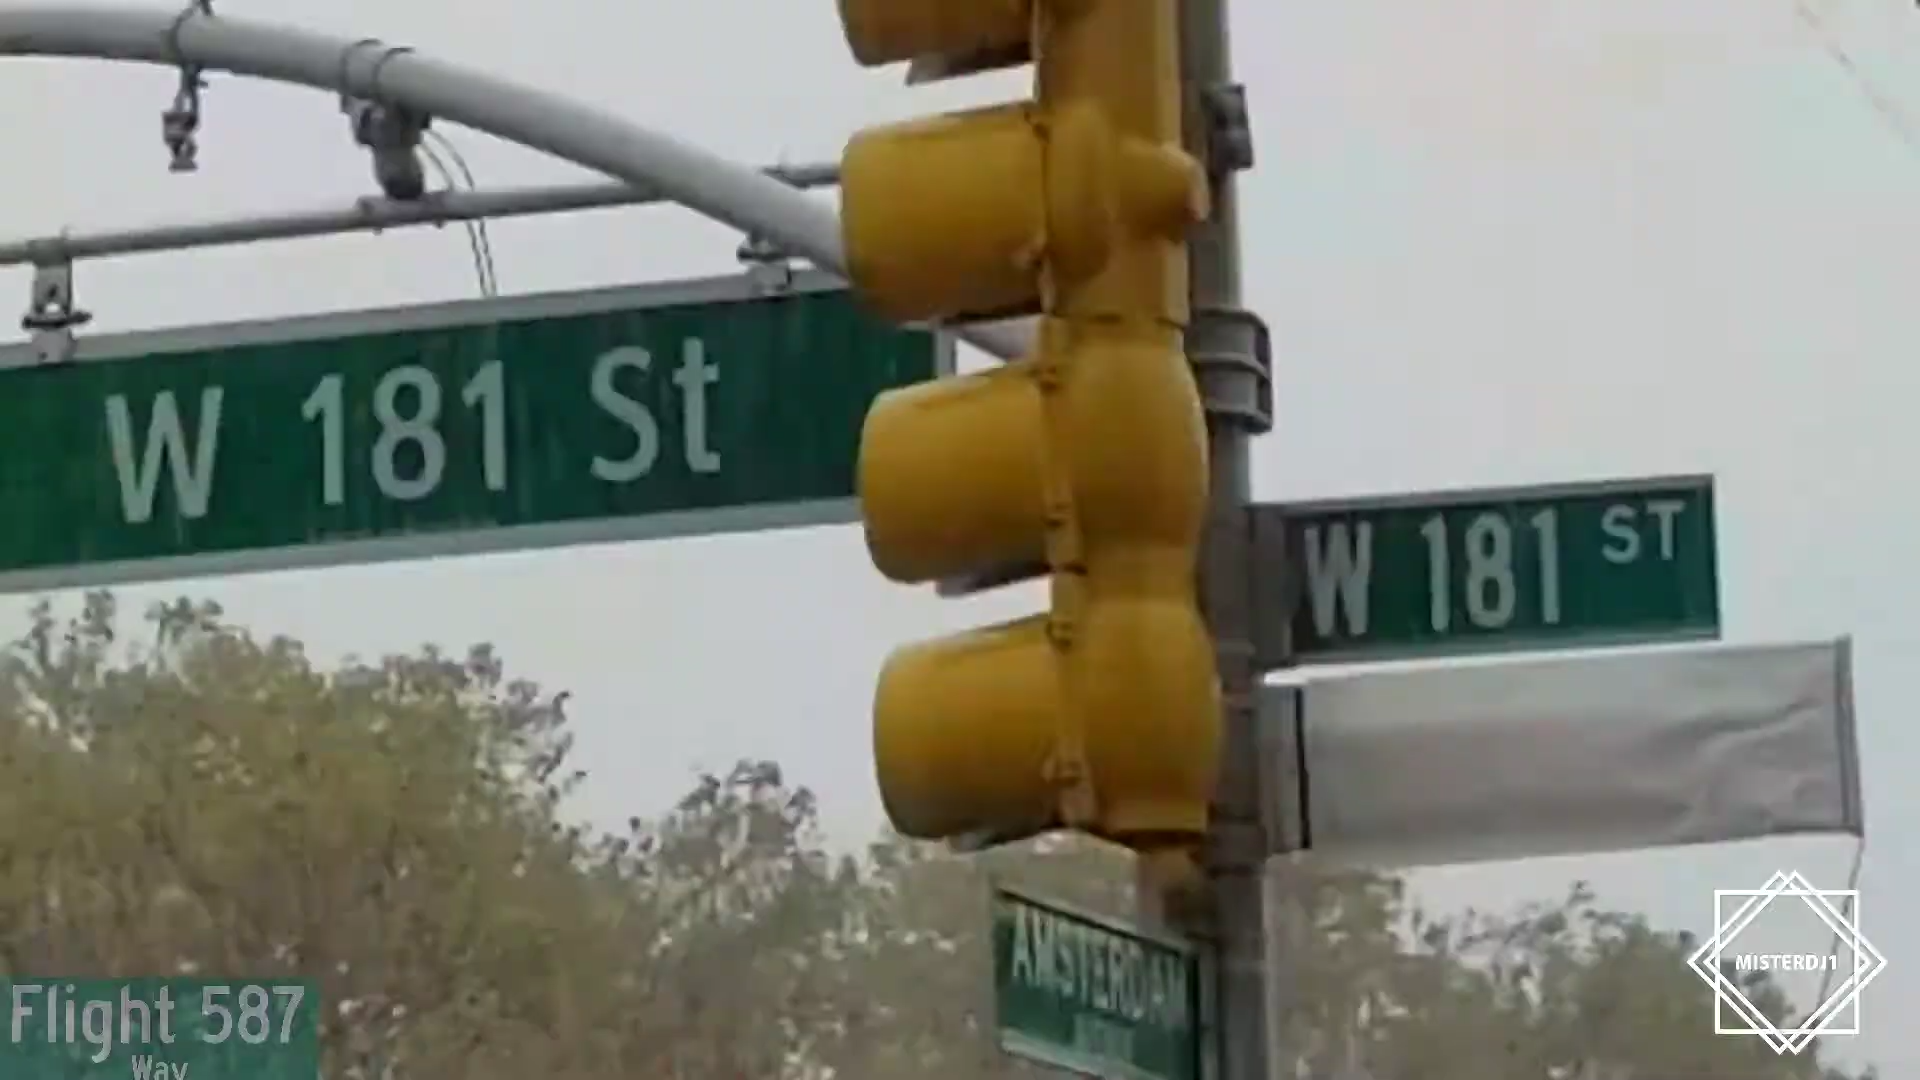 W 181 St
W 181 ST
AMSTERDAM
MISTERDJ1
Flight 587
Way